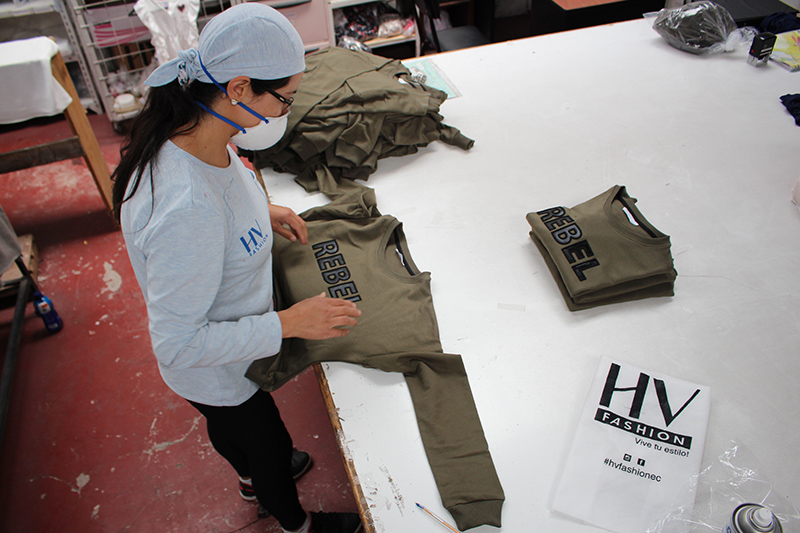 HV
FASHION
REBEL
REBEL
HV
FASHION
Vive tu estilo!
#hvfashionec